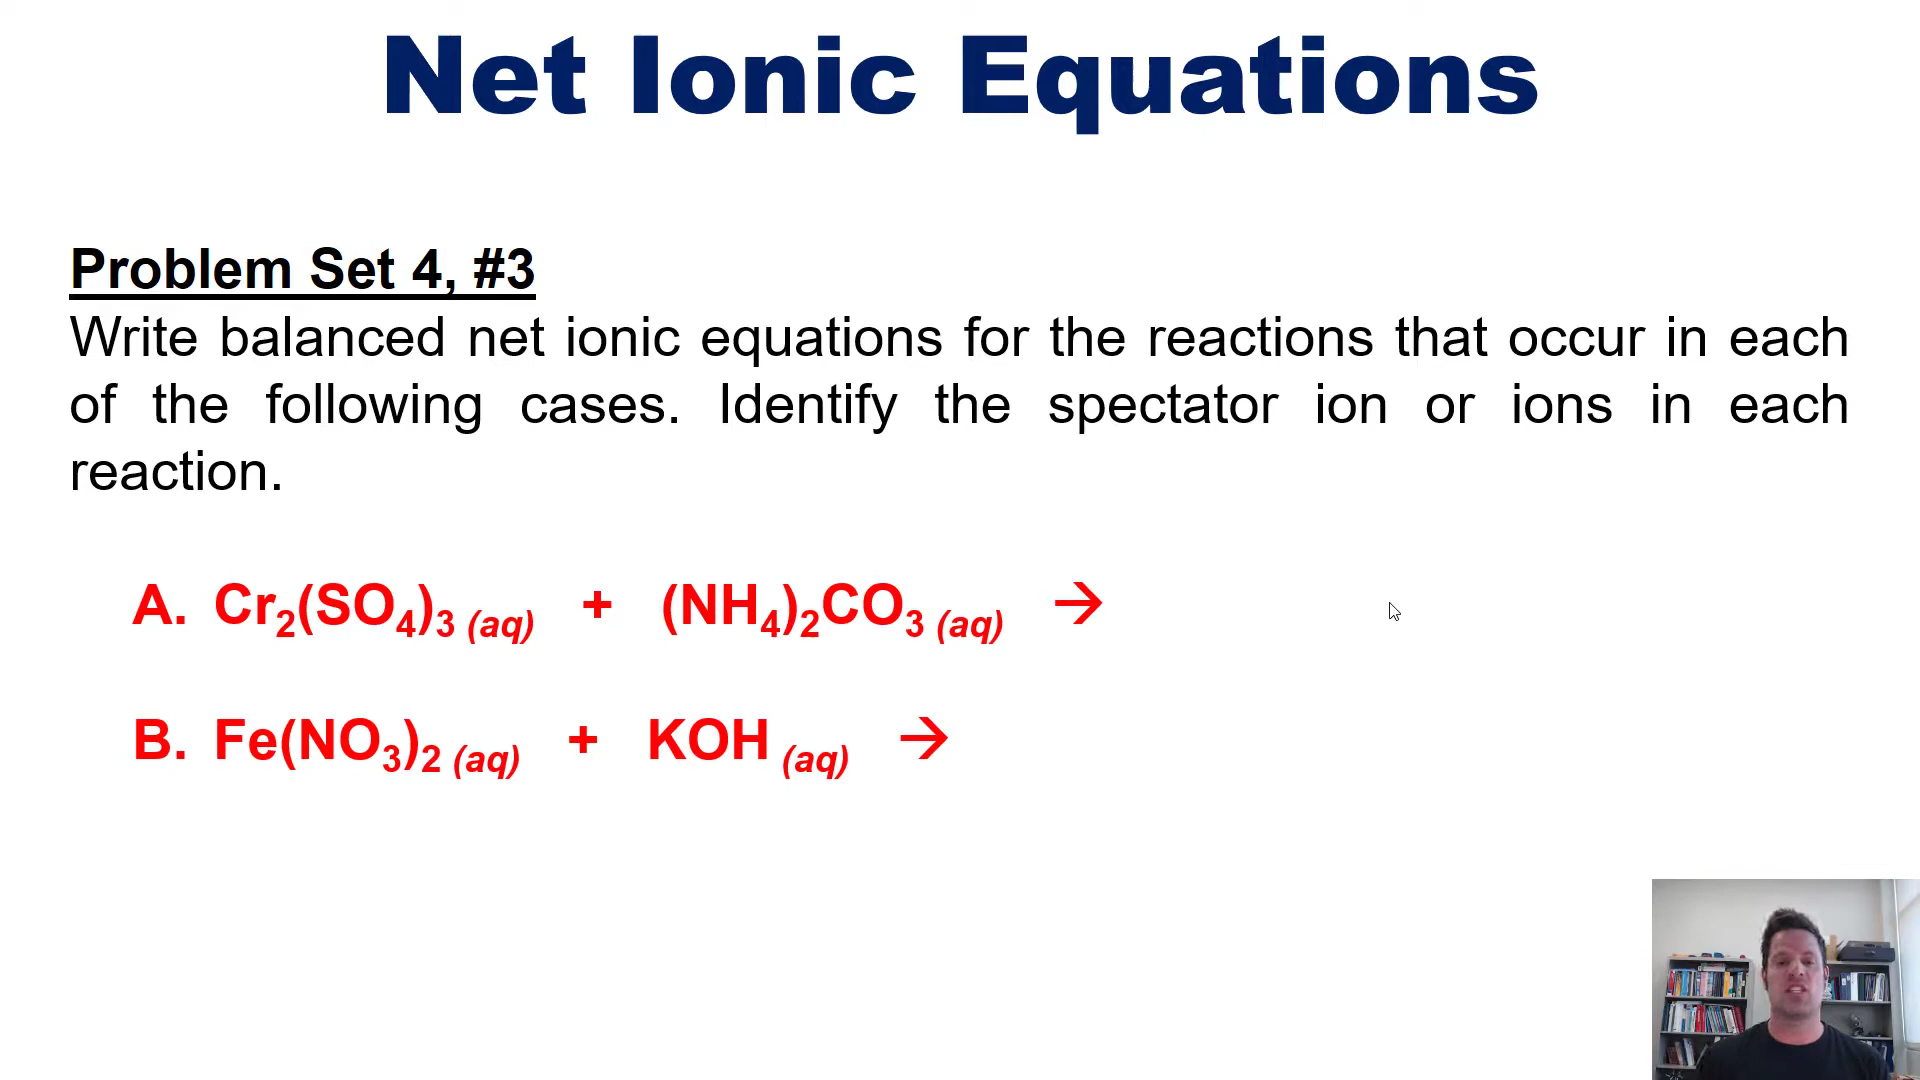 Net Ionic Equations
Problem Set 4, #3
Write balanced net ionic equations for the reactions that occur in each
of the following cases. Identify the spectator ion or ions in each
reaction.
A. Cr₂(SO₄)₃ (aq) + (NH₄)₂CO₃ (aq) →
B. Fe(NO₃)₂ (aq) + KOH (aq) →